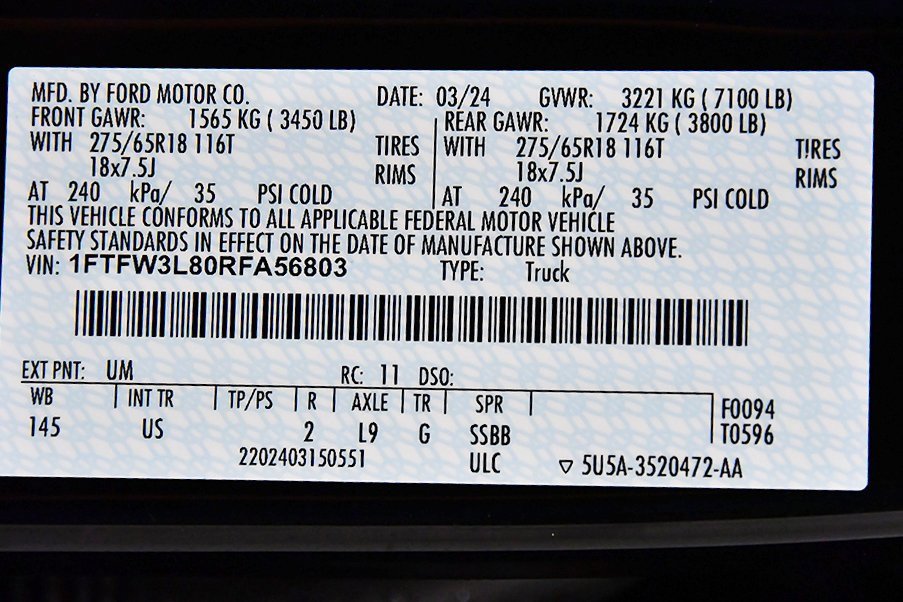 MFD. BY FORD MOTOR CO. DATE: 03/24 GVWR: 3221 KG ( 7100 LB)
FRONT GAWR: 1565 KG ( 3450 LB) REAR GAWR: 1724 KG ( 3800 LB)
WITH 275/65R18 116T TIRES WITH 275/65R18 116T TIRES
18x7.5J RIMS 18x7.5J RIMS
AT 240 kPa/ 35 PSI COLD AT 240 kPa/ 35 PSI COLD
THIS VEHICLE CONFORMS TO ALL APPLICABLE FEDERAL MOTOR VEHICLE
SAFETY STANDARDS IN EFFECT ON THE DATE OF MANUFACTURE SHOWN ABOVE.
VIN: 1FTFW3L80RFA56803 TYPE: Truck
EXT PNT: UM RC: 11 DSO:
WB INT TR TP/PS R AXLE TR SPR F0094
145 US 2 L9 G SSBB T0596
2202403150551 ULC ▽ 5U5A-3520472-AA